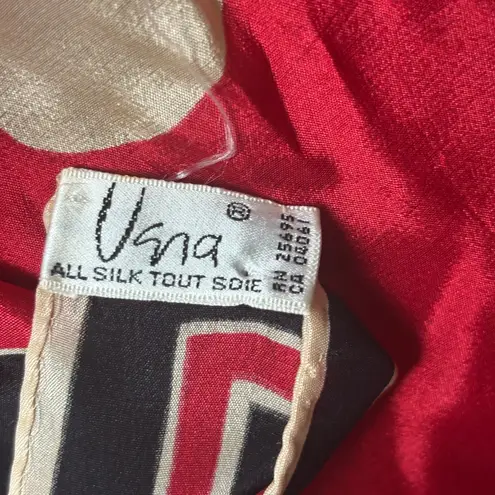 Vera ®
ALL SILK TOUT SOIE
RN 25695
CA 00061